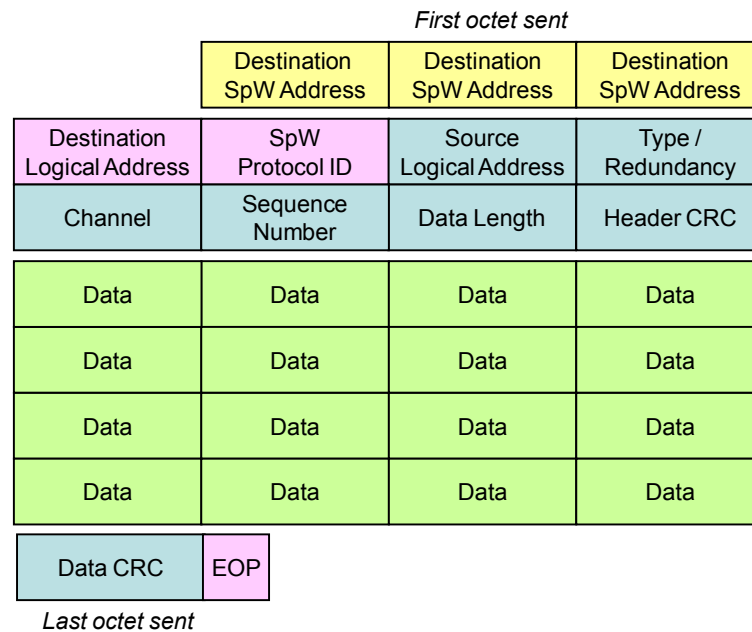 First octet sent
Destination Destination Destination
SpW Address SpW Address SpW Address
Destination SpW Source Type /
Logical Address Protocol ID Logical Address Redundancy
Channel Sequence Number Data Length Header CRC
Data Data Data Data
Data Data Data Data
Data Data Data Data
Data Data Data Data
Data CRC EOP
Last octet sent